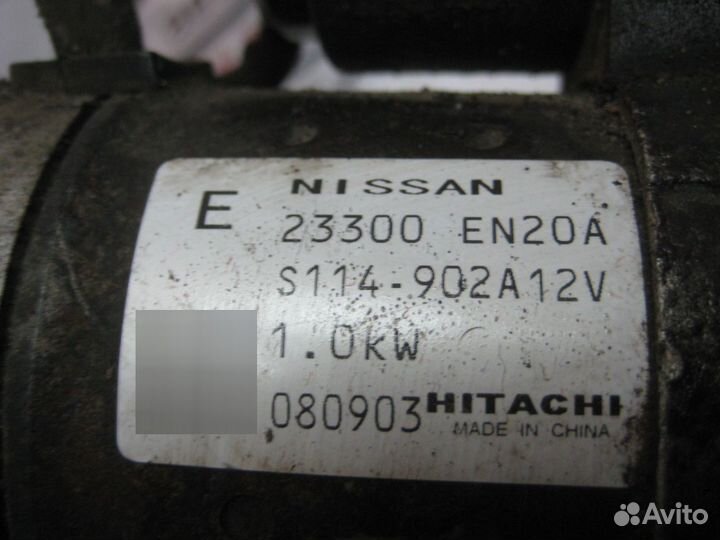 NISSAN
E 23300 EN20A
S114-902A12V
1.0kW
080903 HITACHI
MADE IN CHINA
Avito